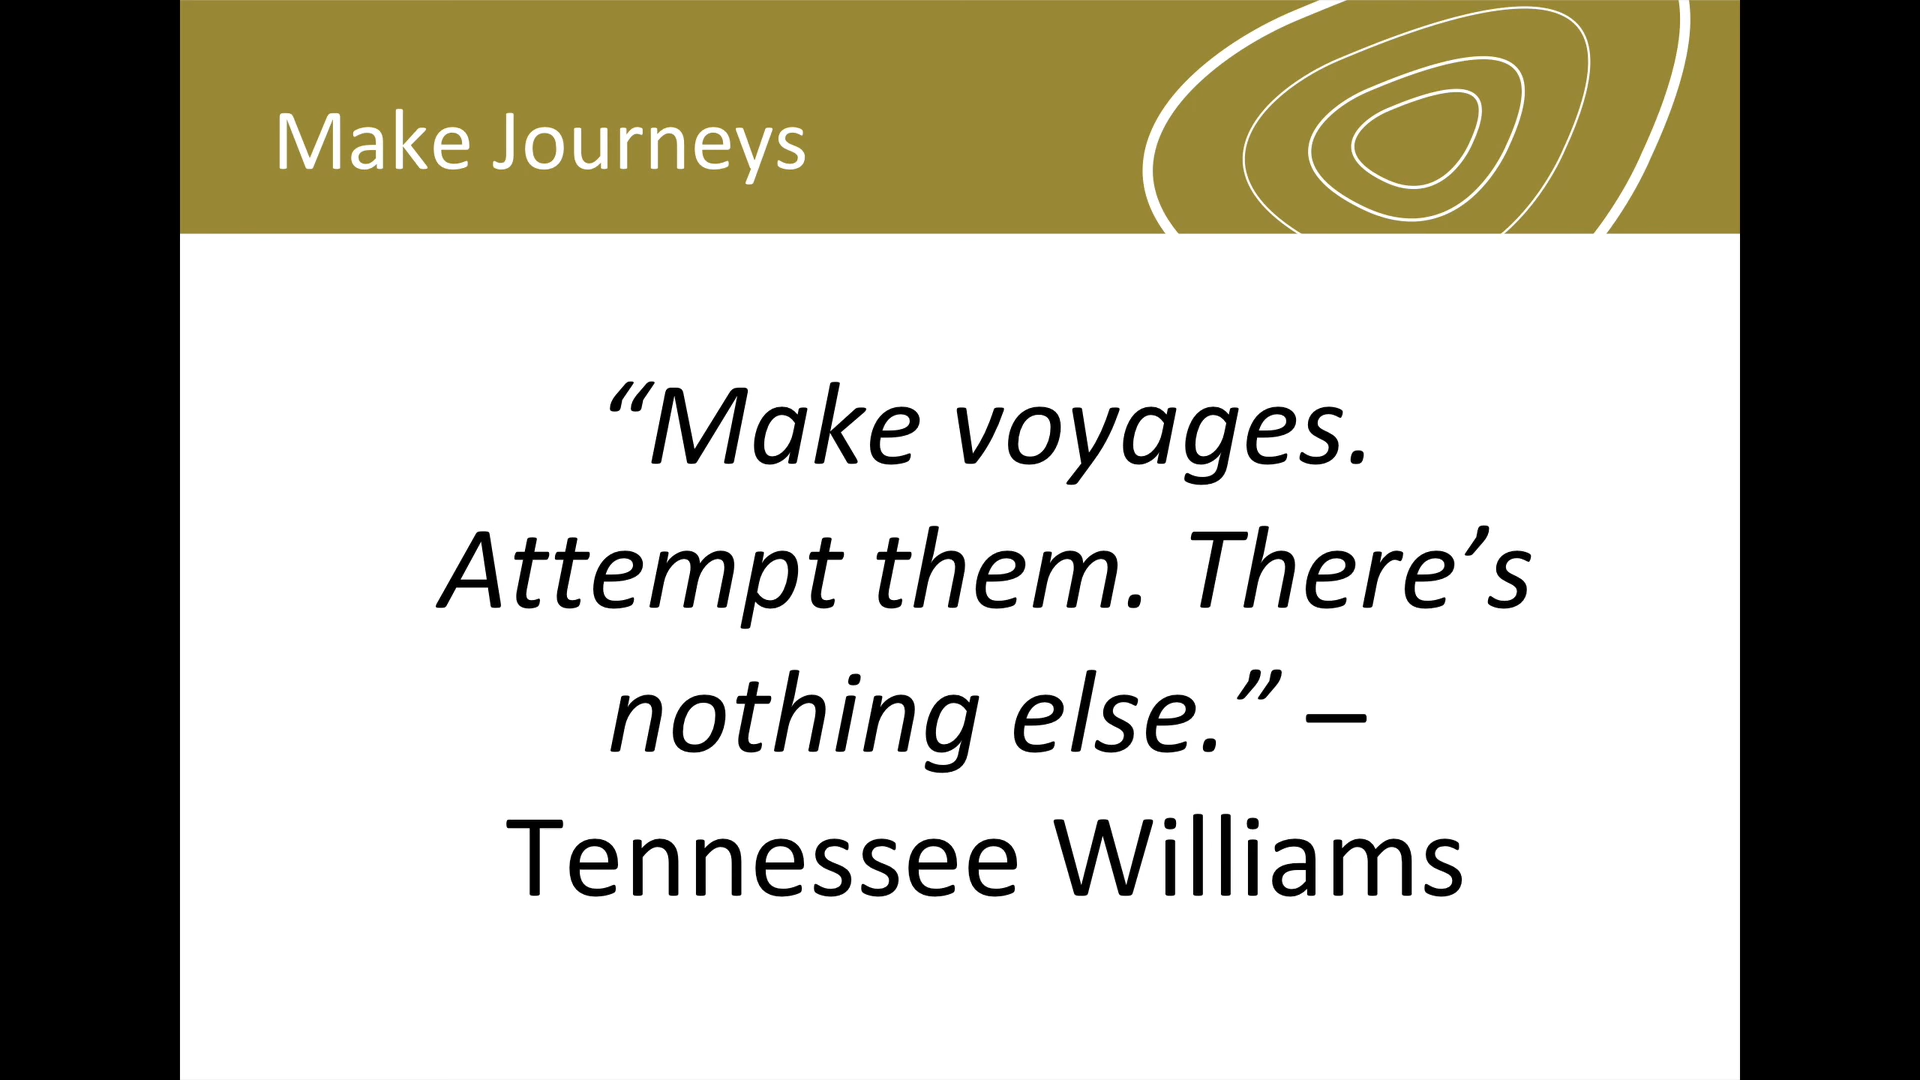 Make Journeys
“Make voyages.
Attempt them. There’s
nothing else.” –
Tennessee Williams